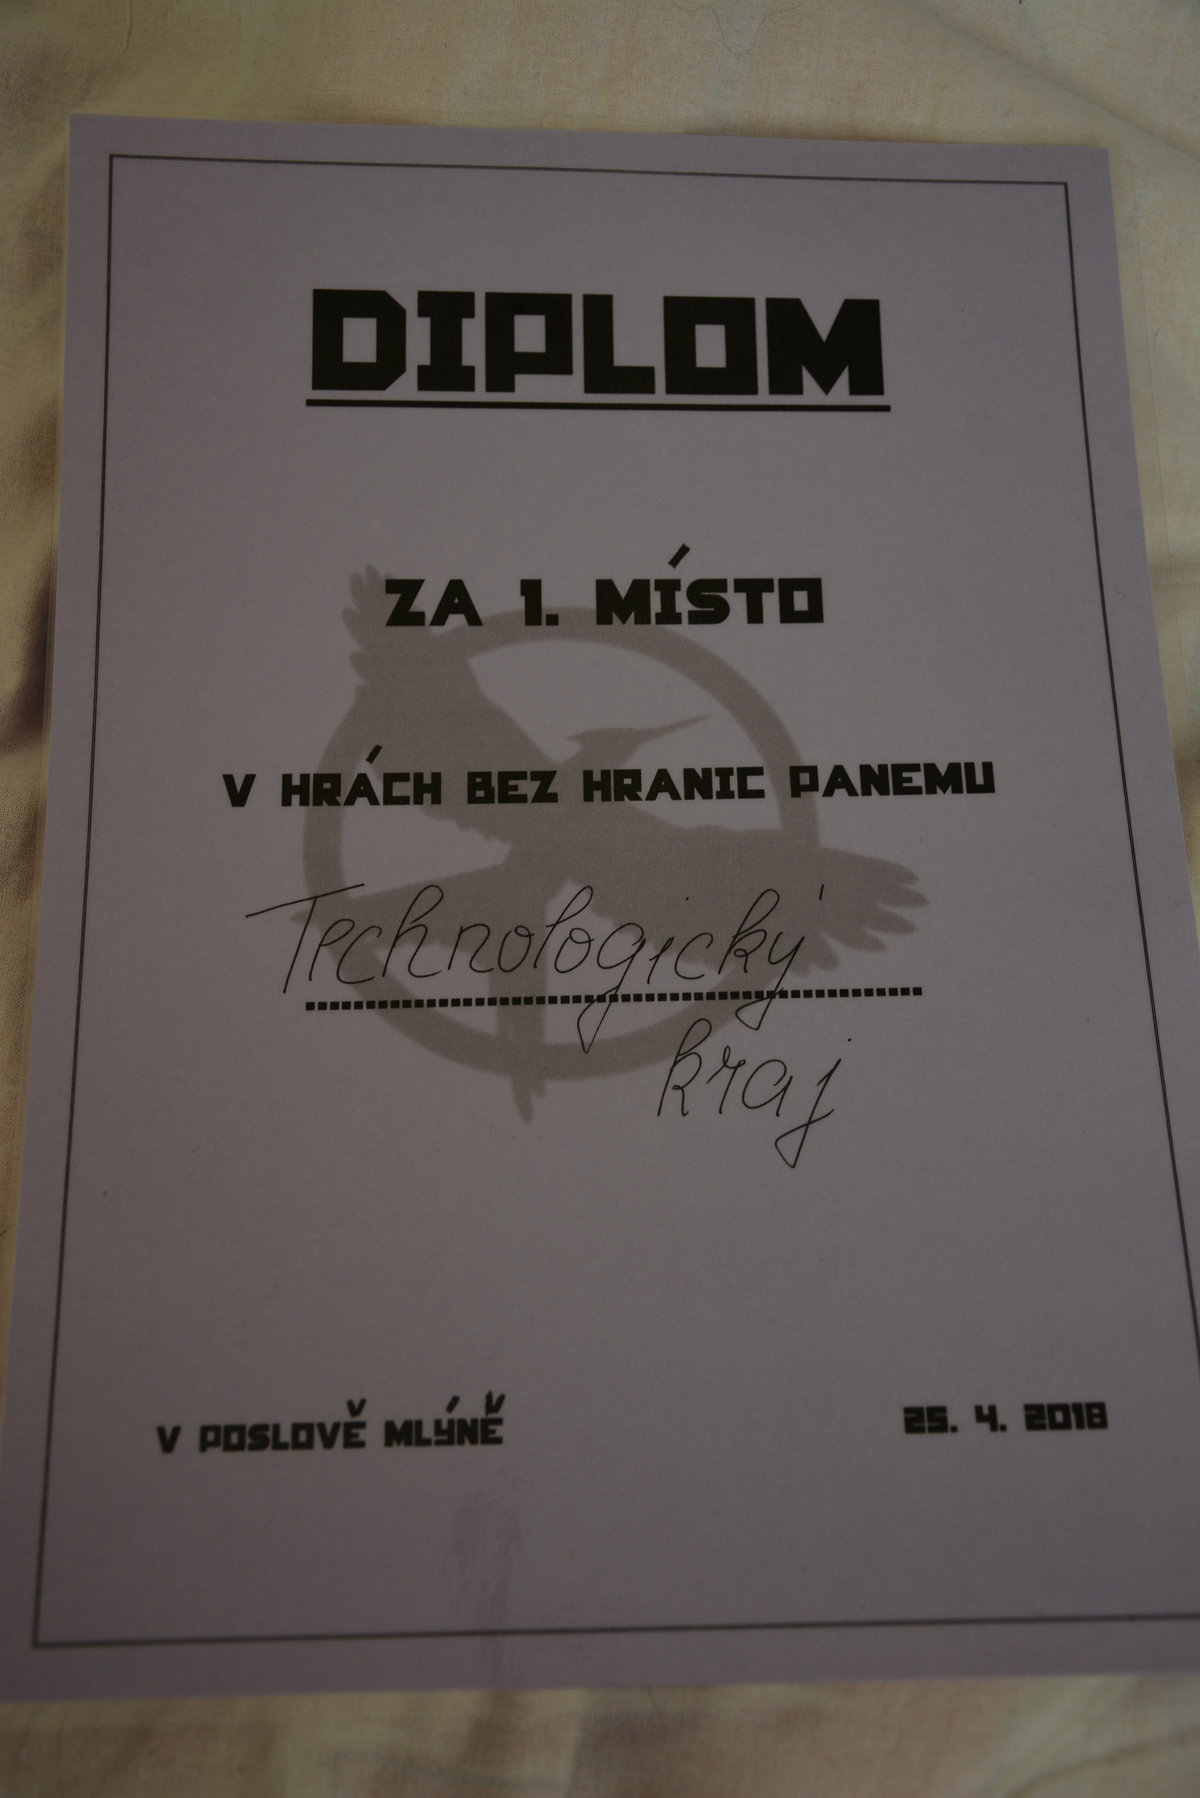 DIPLOM
ZA 1. MÍSTO
V HRÁCH BEZ HRANIC PANEMU
Technologický
kraj
V POSLOVĚ MLÝNĚ
25. 4. 2018